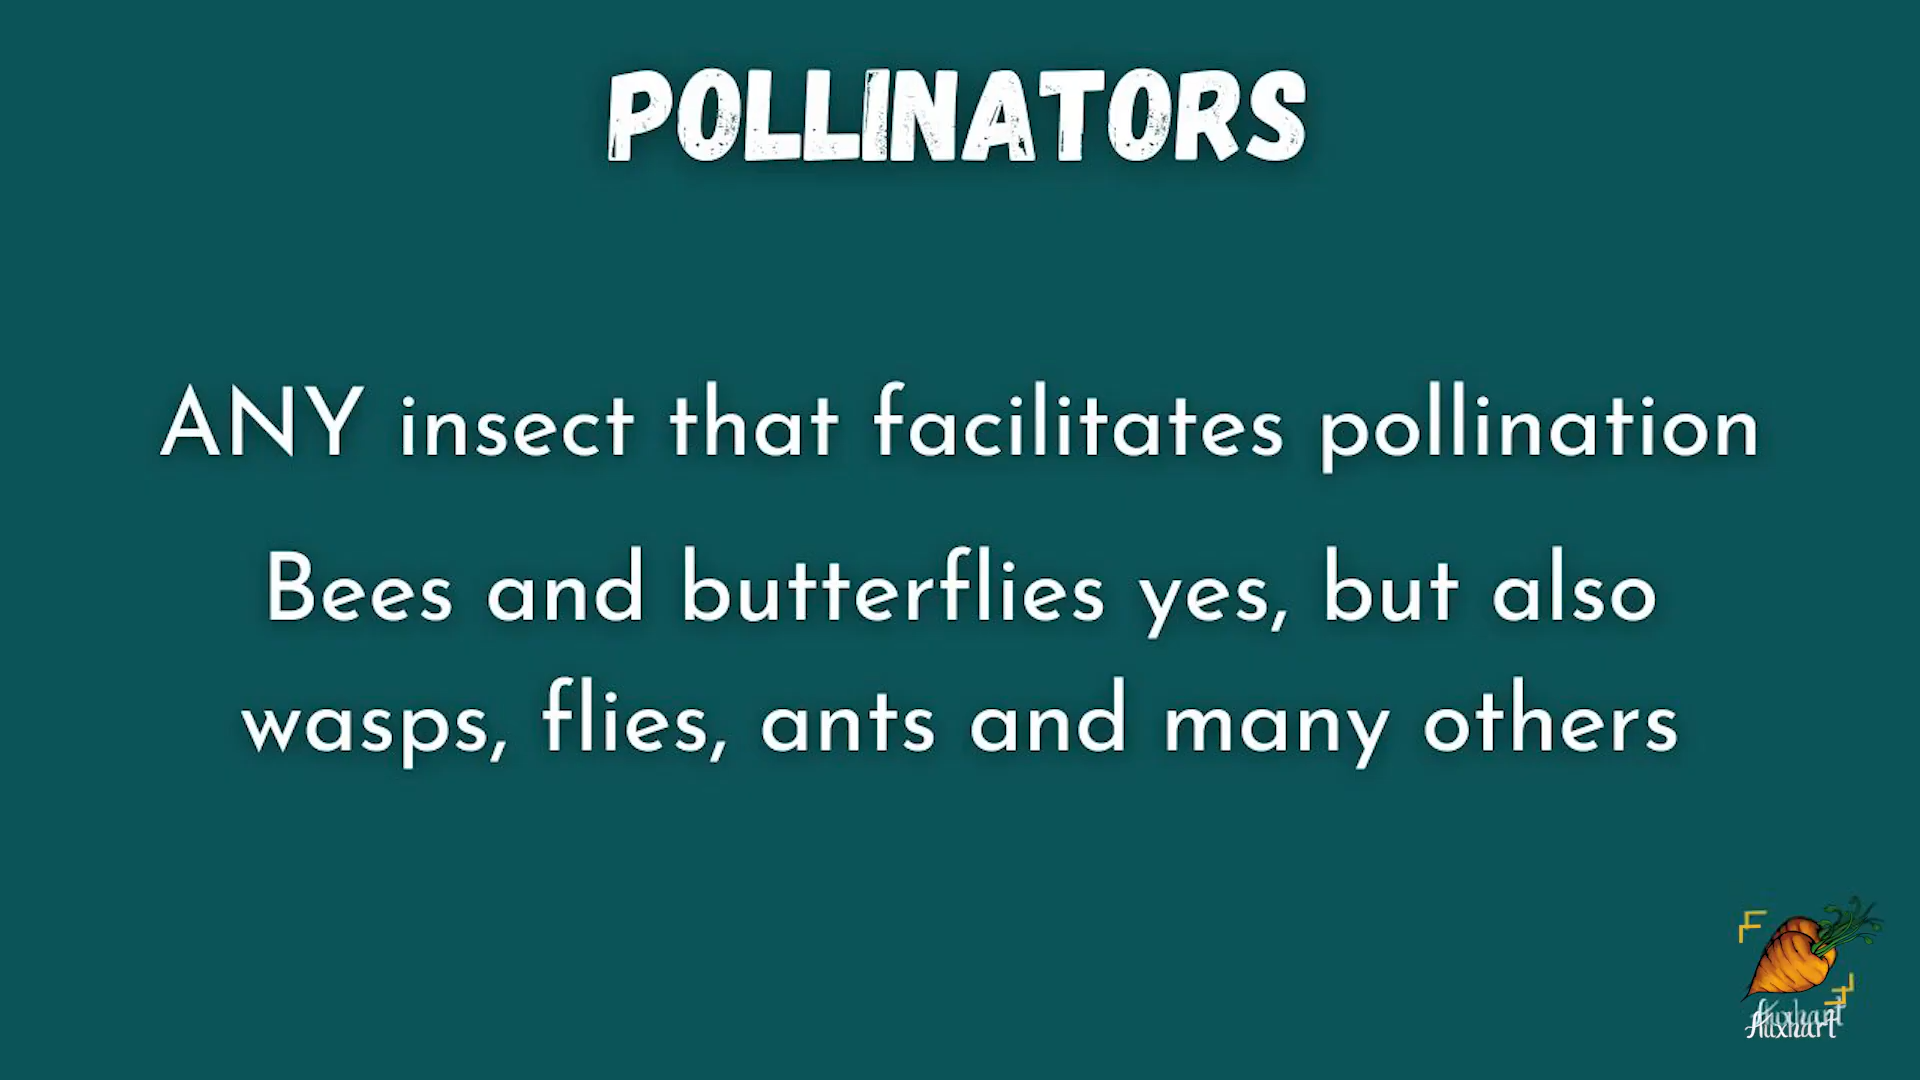 POLLINATORS
ANY insect that facilitates pollination
Bees and butterflies yes, but also
wasps, flies, ants and many others